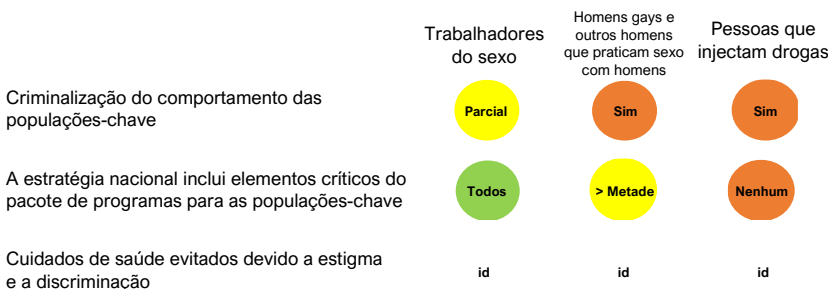 Trabalhadores
do sexo
Homens gays e
outros homens
que praticam sexo
com homens
Pessoas que
injectam drogas
Criminalização do comportamento das
populações-chave
Parcial
Sim
Sim
A estratégia nacional inclui elementos críticos do
pacote de programas para as populações-chave
Todos
> Metade
Nenhum
Cuidados de saúde evitados devido a estigma
e a discriminação
id
id
id